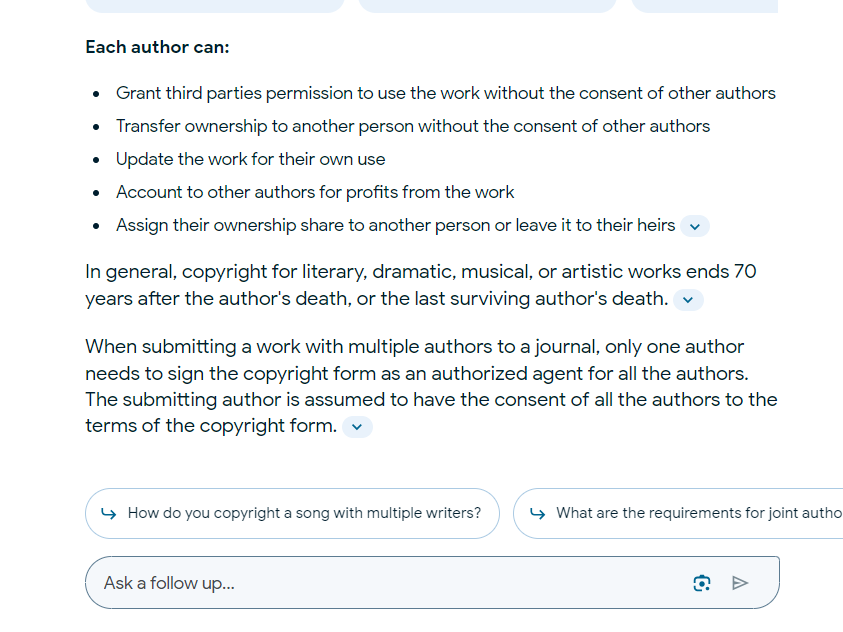 Each author can:
Grant third parties permission to use the work without the consent of other authors
Transfer ownership to another person without the consent of other authors
Update the work for their own use
Account to other authors for profits from the work
Assign their ownership share to another person or leave it to their heirs
In general, copyright for literary, dramatic, musical, or artistic works ends 70
years after the author's death, or the last surviving author's death.
When submitting a work with multiple authors to a journal, only one author
needs to sign the copyright form as an authorized agent for all the authors.
The submitting author is assumed to have the consent of all the authors to the
terms of the copyright form.
How do you copyright a song with multiple writers?
What are the requirements for joint autho
Ask a follow up...